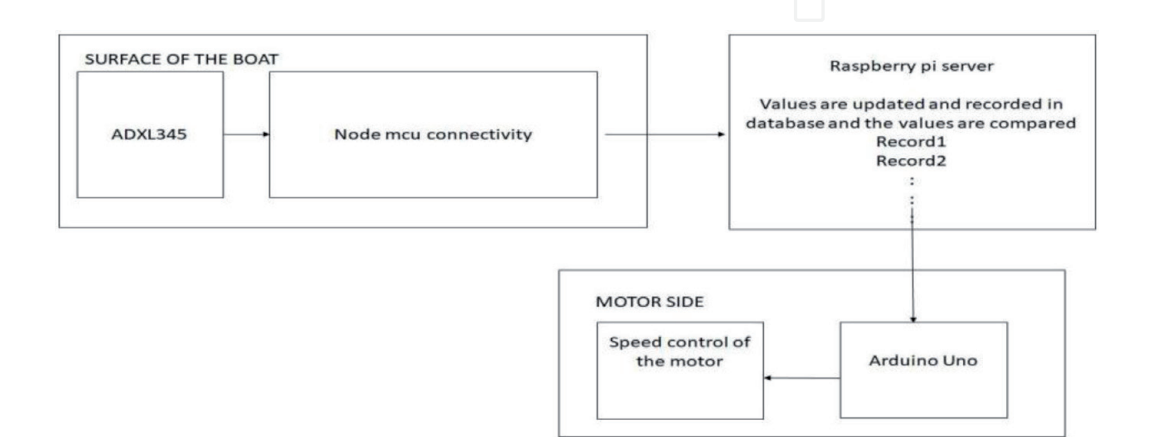 SURFACE OF THE BOAT
ADXL345
Node mcu connectivity
Raspberry pi server
Values are updated and recorded in
database and the values are compared
Record1
Record2
:
:
MOTOR SIDE
Speed control of
the motor
Arduino Uno